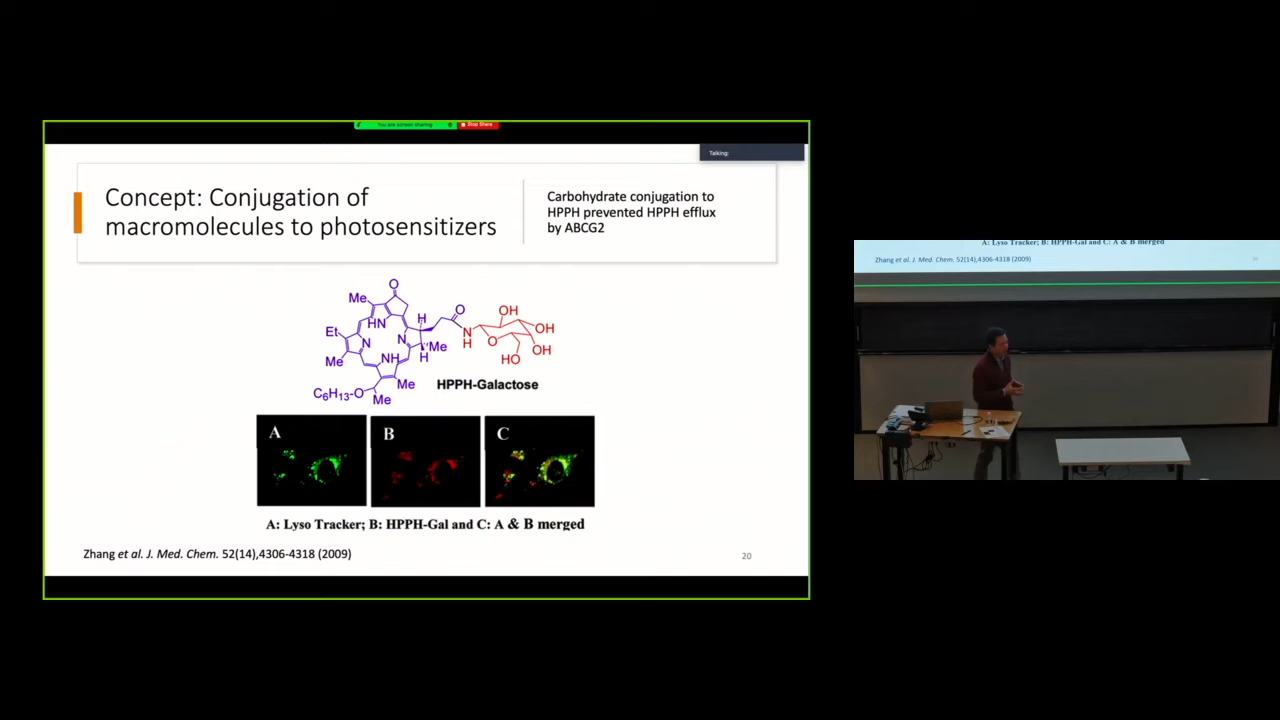 You are screen sharing
Stop Share
Talking:
Concept: Conjugation of
macromolecules to photosensitizers
Carbohydrate conjugation to
HPPH prevented HPPH efflux
by ABCG2
O
Me
HN
H
O
OH
Et
N
N
N
H
O
OH
Me
NH
H
Me
HO
OH
Me
C6H13-O
Me
HPPH-Galactose
A
B
C
A: Lyso Tracker; B: HPPH-Gal and C: A & B merged
Zhang et al. J. Med. Chem. 52(14),4306-4318 (2009)
20
A: Lyso Tracker; B: HPPH-Gal and C: A & B merged
Zhang et al. J. Med. Chem. 52(14),4306-4318 (2009)